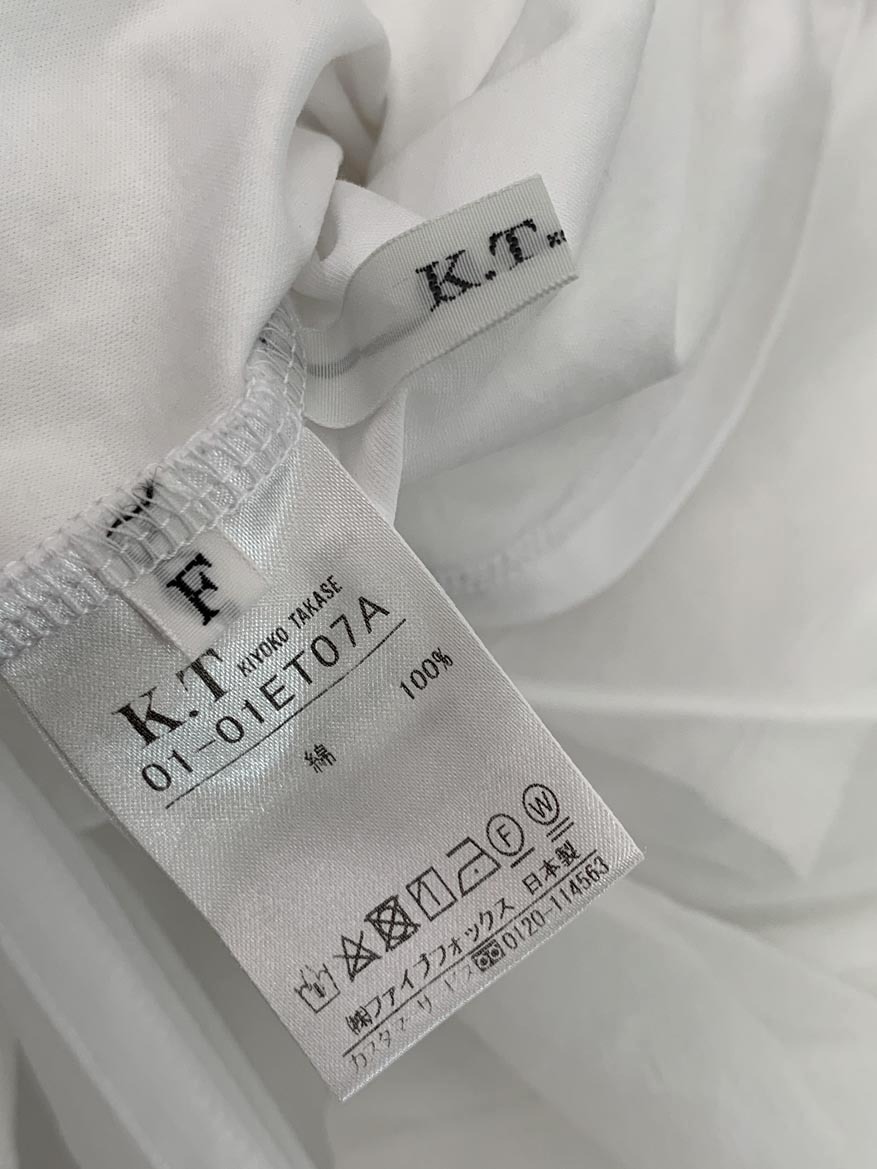 K.T.
F
K.T KIYOKO TAKASE
01-01ET07A
綿 100%
F W
㈱ファイブフォックス 日本製
カスタマーサービス 0120-114563